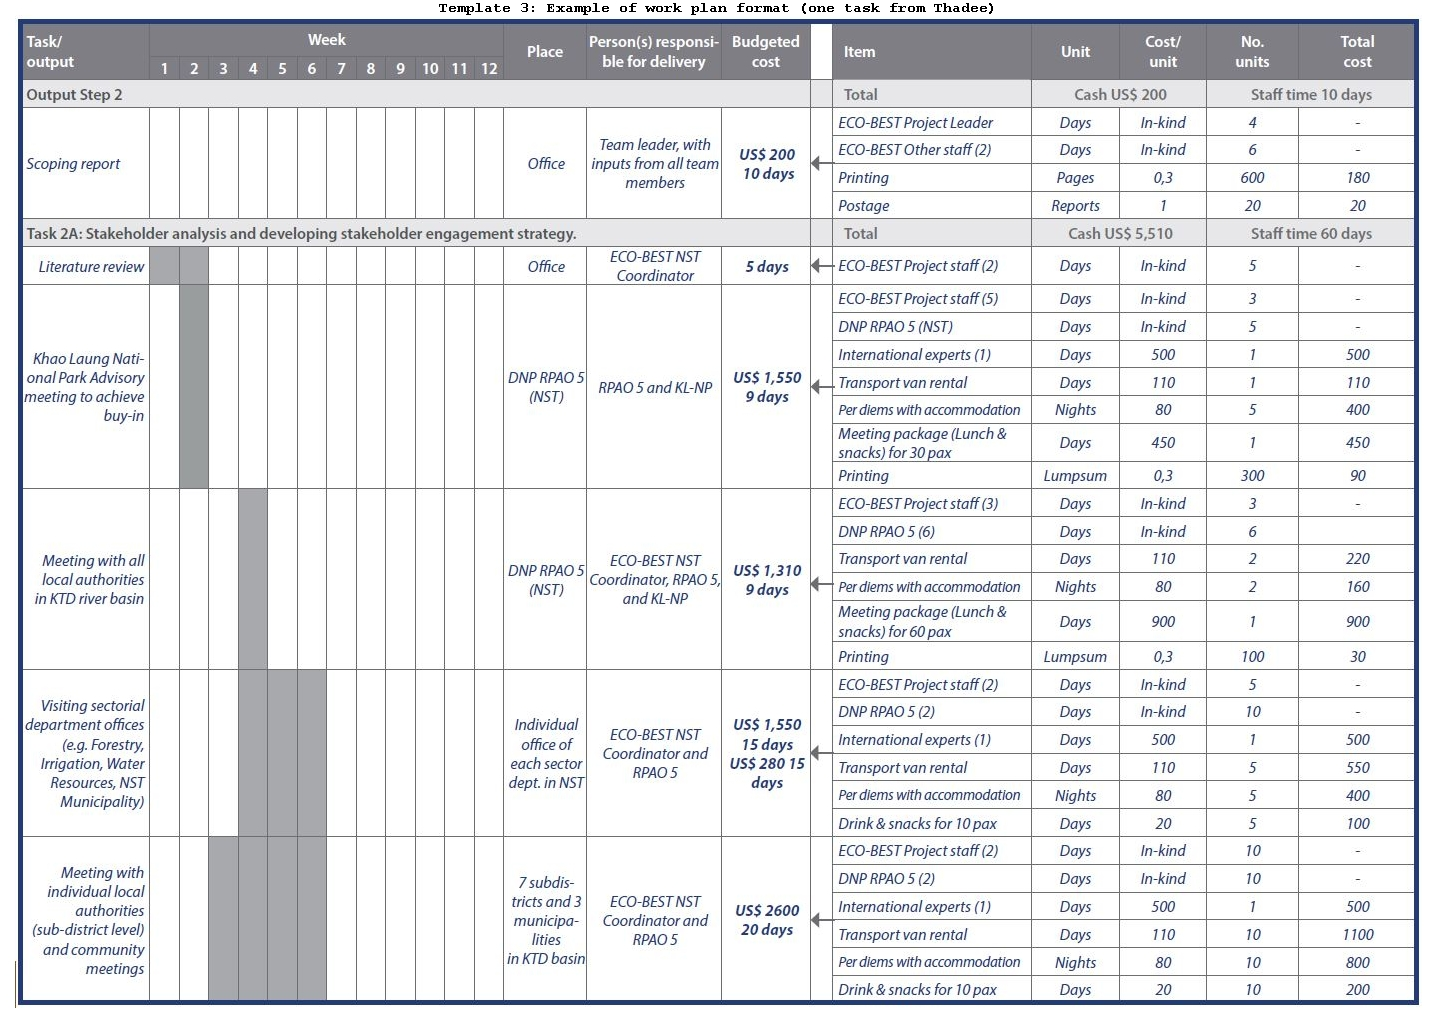 Template 3: Example of work plan format (one task from Thadee)
Task/
output
Week
1 2 3 4 5 6 7 8 9 10 11 12
Place
Person(s) responsi-
ble for delivery
Budgeted
cost
Item
Unit
Cost/
unit
No.
units
Total
cost
Output Step 2
Total
Cash US$ 200
Staff time 10 days
Scoping report
Office
Team leader, with
inputs from all team
members
US$ 200
10 days
ECO-BEST Project Leader Days In-kind 4 -
ECO-BEST Other staff (2) Days In-kind 6 -
Printing Pages 0,3 600 180
Postage Reports 1 20 20
Task 2A: Stakeholder analysis and developing stakeholder engagement strategy.
Total
Cash US$ 5,510
Staff time 60 days
Literature review
Office
ECO-BEST NST
Coordinator
5 days
ECO-BEST Project staff (2) Days In-kind 5 -
Khao Laung Nati-
onal Park Advisory
meeting to achieve
buy-in
DNP RPAO 5
(NST)
RPAO 5 and KL-NP
US$ 1,550
9 days
ECO-BEST Project staff (5) Days In-kind 3 -
DNP RPAO 5 (NST) Days In-kind 5 -
International experts (1) Days 500 1 500
Transport van rental Days 110 1 110
Per diems with accommodation Nights 80 5 400
Meeting package (Lunch &
snacks) for 30 pax Days 450 1 450
Printing Lumpsum 0,3 300 90
Meeting with all
local authorities
in KTD river basin
DNP RPAO 5
(NST)
ECO-BEST NST
Coordinator, RPAO 5,
and KL-NP
US$ 1,310
9 days
ECO-BEST Project staff (3) Days In-kind 3 -
DNP RPAO 5 (6) Days In-kind 6
Transport van rental Days 110 2 220
Per diems with accommodation Nights 80 2 160
Meeting package (Lunch &
snacks) for 60 pax Days 900 1 900
Printing Lumpsum 0,3 100 30
Visiting sectorial
department offices
(e.g. Forestry,
Irrigation, Water
Resources, NST
Municipality)
Individual
office of
each sector
dept. in NST
ECO-BEST NST
Coordinator and
RPAO 5
US$ 1,550
15 days
US$ 280 15
days
ECO-BEST Project staff (2) Days In-kind 5 -
DNP RPAO 5 (2) Days In-kind 10 -
International experts (1) Days 500 1 500
Transport van rental Days 110 5 550
Per diems with accommodation Nights 80 5 400
Drink & snacks for 10 pax Days 20 5 100
Meeting with
individual local
authorities
(sub-district level)
and community
meetings
7 subdis-
tricts and 3
municipa-
lities
in KTD basin
ECO-BEST NST
Coordinator and
RPAO 5
US$ 2600
20 days
ECO-BEST Project staff (2) Days In-kind 10 -
DNP RPAO 5 (2) Days In-kind 10 -
International experts (1) Days 500 1 500
Transport van rental Days 110 10 1100
Per diems with accommodation Nights 80 10 800
Drink & snacks for 10 pax Days 20 10 200